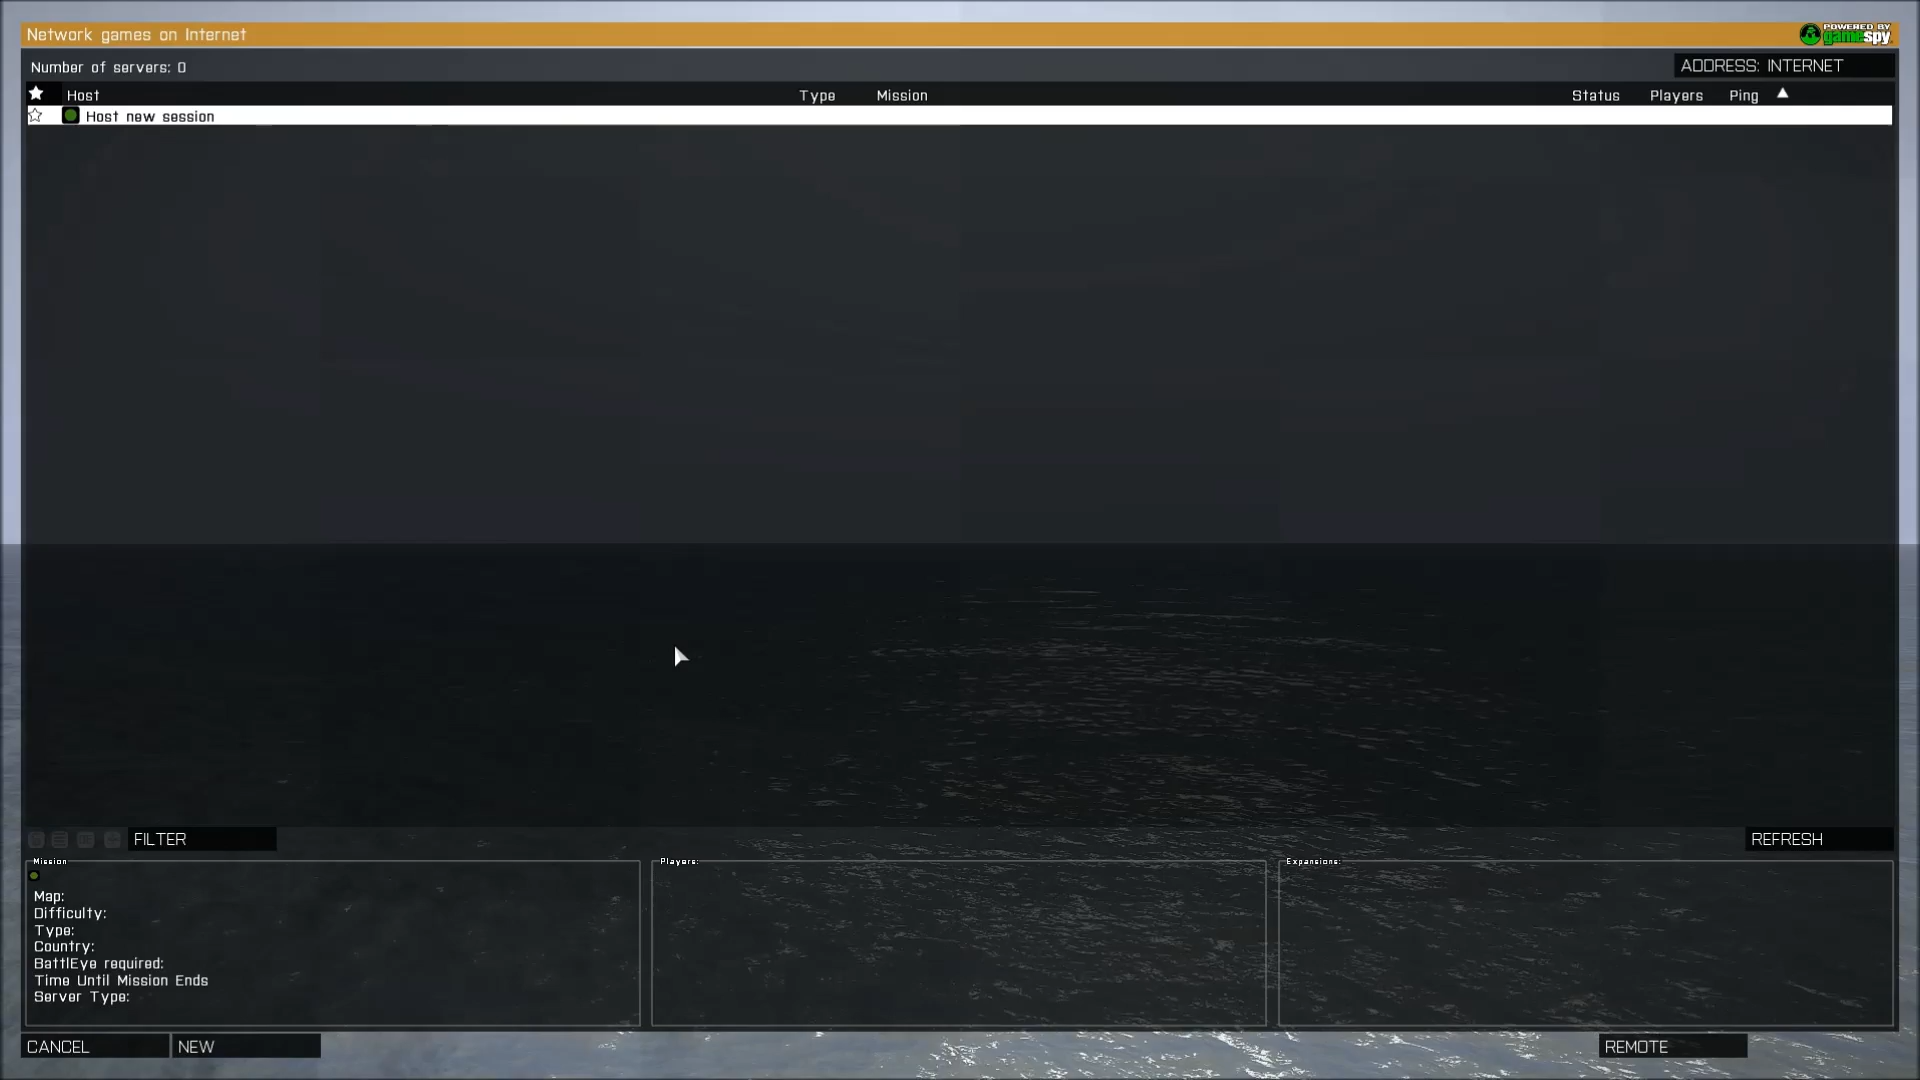 Network games on Internet
POWERED BY
gamespy
Number of servers: 0
ADDRESS: INTERNET
Host Type Mission Status Players Ping
Host new session
FILTER
REFRESH
Mission
Players:
Expansions:
Map:
Difficulty:
Type:
Country:
BattlEye required:
Time Until Mission Ends
Server Type:
CANCEL
NEW
REMOTE